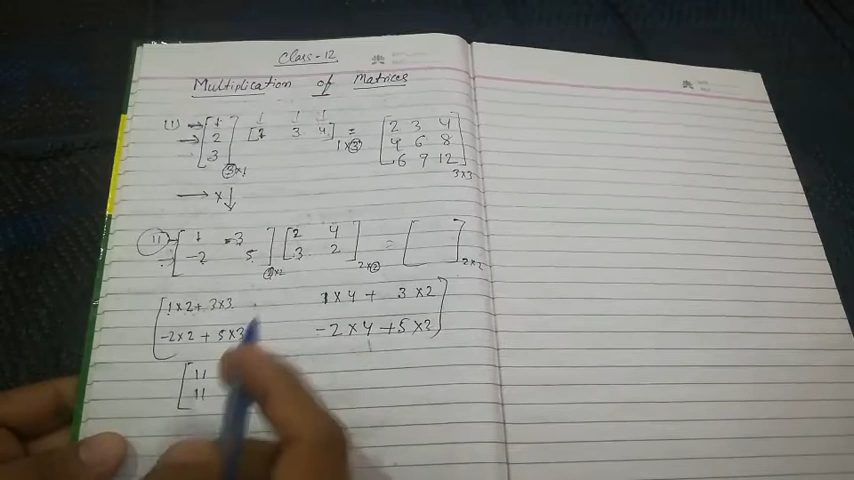 Class-12
Multiplication of Matrices
(1) → [1 2 3] 3×1 [2 3 4] 1×3 = [2 3 4
4 6 8
6 9 12] 3×3
→ × ↓
(11) [1 3
-2 5] 2×2 [2 4
3 2] 2×2 = [ ] 2×2
[1×2+ 3×3 1×4 + 3×2
-2×2 + 5×3 -2×4 +5×2]
[11
11